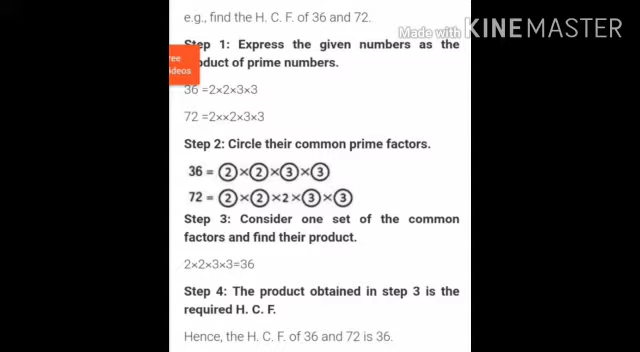 e.g., find the H. C. F. of 36 and 72.
Made with KINEMASTER
Step 1: Express the given numbers as the
product of prime numbers.
ree
ideos
36 =2×2×3×3
72 =2××2×3×3
Step 2: Circle their common prime factors.
36 = 2×2×3×3
72 = 2×2×2×3×3
Step 3: Consider one set of the common
factors and find their product.
2×2×3×3=36
Step 4: The product obtained in step 3 is the
required H. C. F.
Hence, the H. C. F. of 36 and 72 is 36.